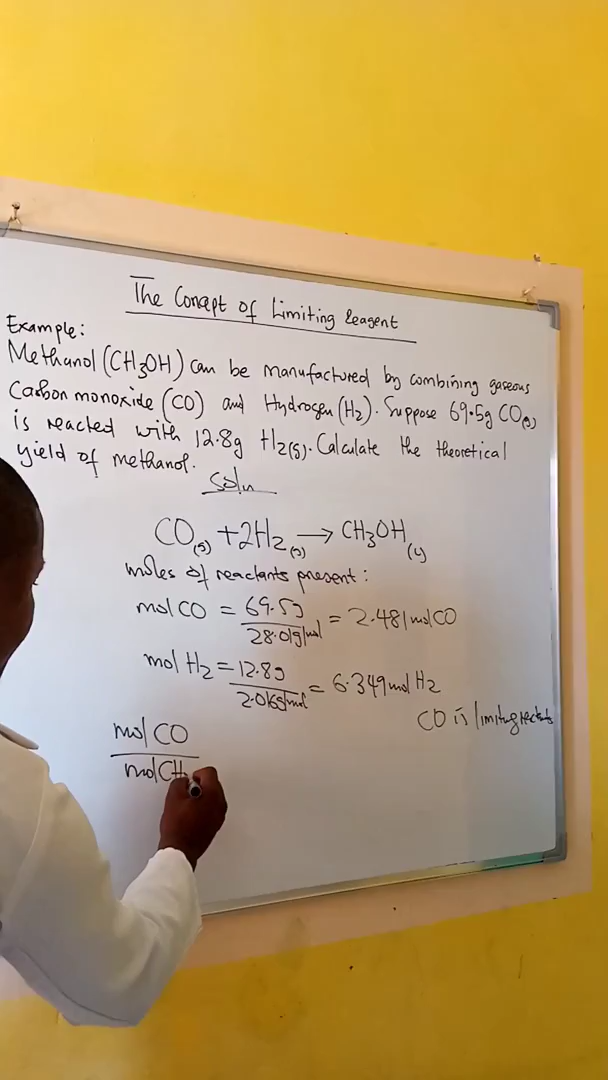 The Concept of Limiting Reagent
Example:
Methanol (CH3OH) can be manufactured by combining gaseous
Carbon monoxide (CO) and Hydrogen (H2). Suppose 69.5g CO(g)
is reacted with 12.8g H2(g). Calculate the theoretical
yield of methanol.
Soln
CO(g) + 2H2(g) → CH3OH(l)
moles of reactants present:
mol CO = 69.5g / 28.01g/mol = 2.481 mol CO
mol H2 = 12.8g / 2.016g/mol = 6.349 mol H2
CO is limiting
mol CO
mol CH